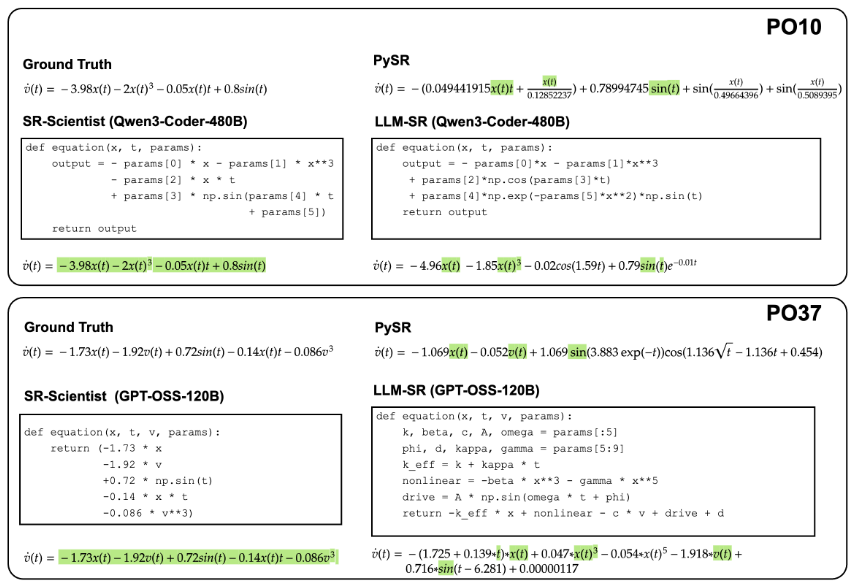 PO10
Ground Truth
v̇(t) = − 3.98x(t) − 2x(t)³ − 0.05x(t)t + 0.8sin(t)
PySR
v̇(t) = − (0.049441915x(t)t + x(t)/0.12852237) + 0.78994745 sin(t) + sin(x(t)/0.49664396) + sin(x(t)/0.5089395)
SR-Scientist (Qwen3-Coder-480B)
def equation(x, t, params):
    output = - params[0] * x - params[1] * x**3
             - params[2] * x * t
             + params[3] * np.sin(params[4] * t
                                  + params[5])
    return output
v̇(t) = − 3.98x(t) − 2x(t)³ − 0.05x(t)t + 0.8sin(t)
LLM-SR (Qwen3-Coder-480B)
def equation(x, t, params):
    output = - params[0]*x - params[1]*x**3
     + params[2]*np.cos(params[3]*t)
     + params[4]*np.exp(-params[5]*x**2)*np.sin(t)
    return output
v̇(t) = − 4.96x(t) − 1.85x(t)³ − 0.02cos(1.59t) + 0.79sin(t)e^−0.01t
PO37
Ground Truth
v̇(t) = − 1.73x(t) − 1.92v(t) + 0.72sin(t) − 0.14x(t)t − 0.086v³
PySR
v̇(t) = − 1.069x(t) − 0.052v(t) + 1.069 sin(3.883 exp(−t))cos(1.136√t − 1.136t + 0.454)
SR-Scientist (GPT-OSS-120B)
def equation(x, t, v, params):
    return (-1.73 * x
            -1.92 * v
            +0.72 * np.sin(t)
            -0.14 * x * t
            -0.086 * v**3)
v̇(t) = − 1.73x(t) − 1.92v(t) + 0.72sin(t) − 0.14x(t)t − 0.086v³
LLM-SR (GPT-OSS-120B)
def equation(x, t, v, params):
    k, beta, c, A, omega = params[:5]
    phi, d, kappa, gamma = params[5:9]
    k_eff = k + kappa * t
    nonlinear = -beta * x**3 - gamma * x**5
    drive = A * np.sin(omega * t + phi)
    return -k_eff * x + nonlinear - c * v + drive + d
v̇(t) = − (1.725 + 0.139*t)*x(t) + 0.047*x(t)³ − 0.054*x(t)⁵ − 1.918*v(t) +
0.716*sin(t − 6.281) + 0.00000117